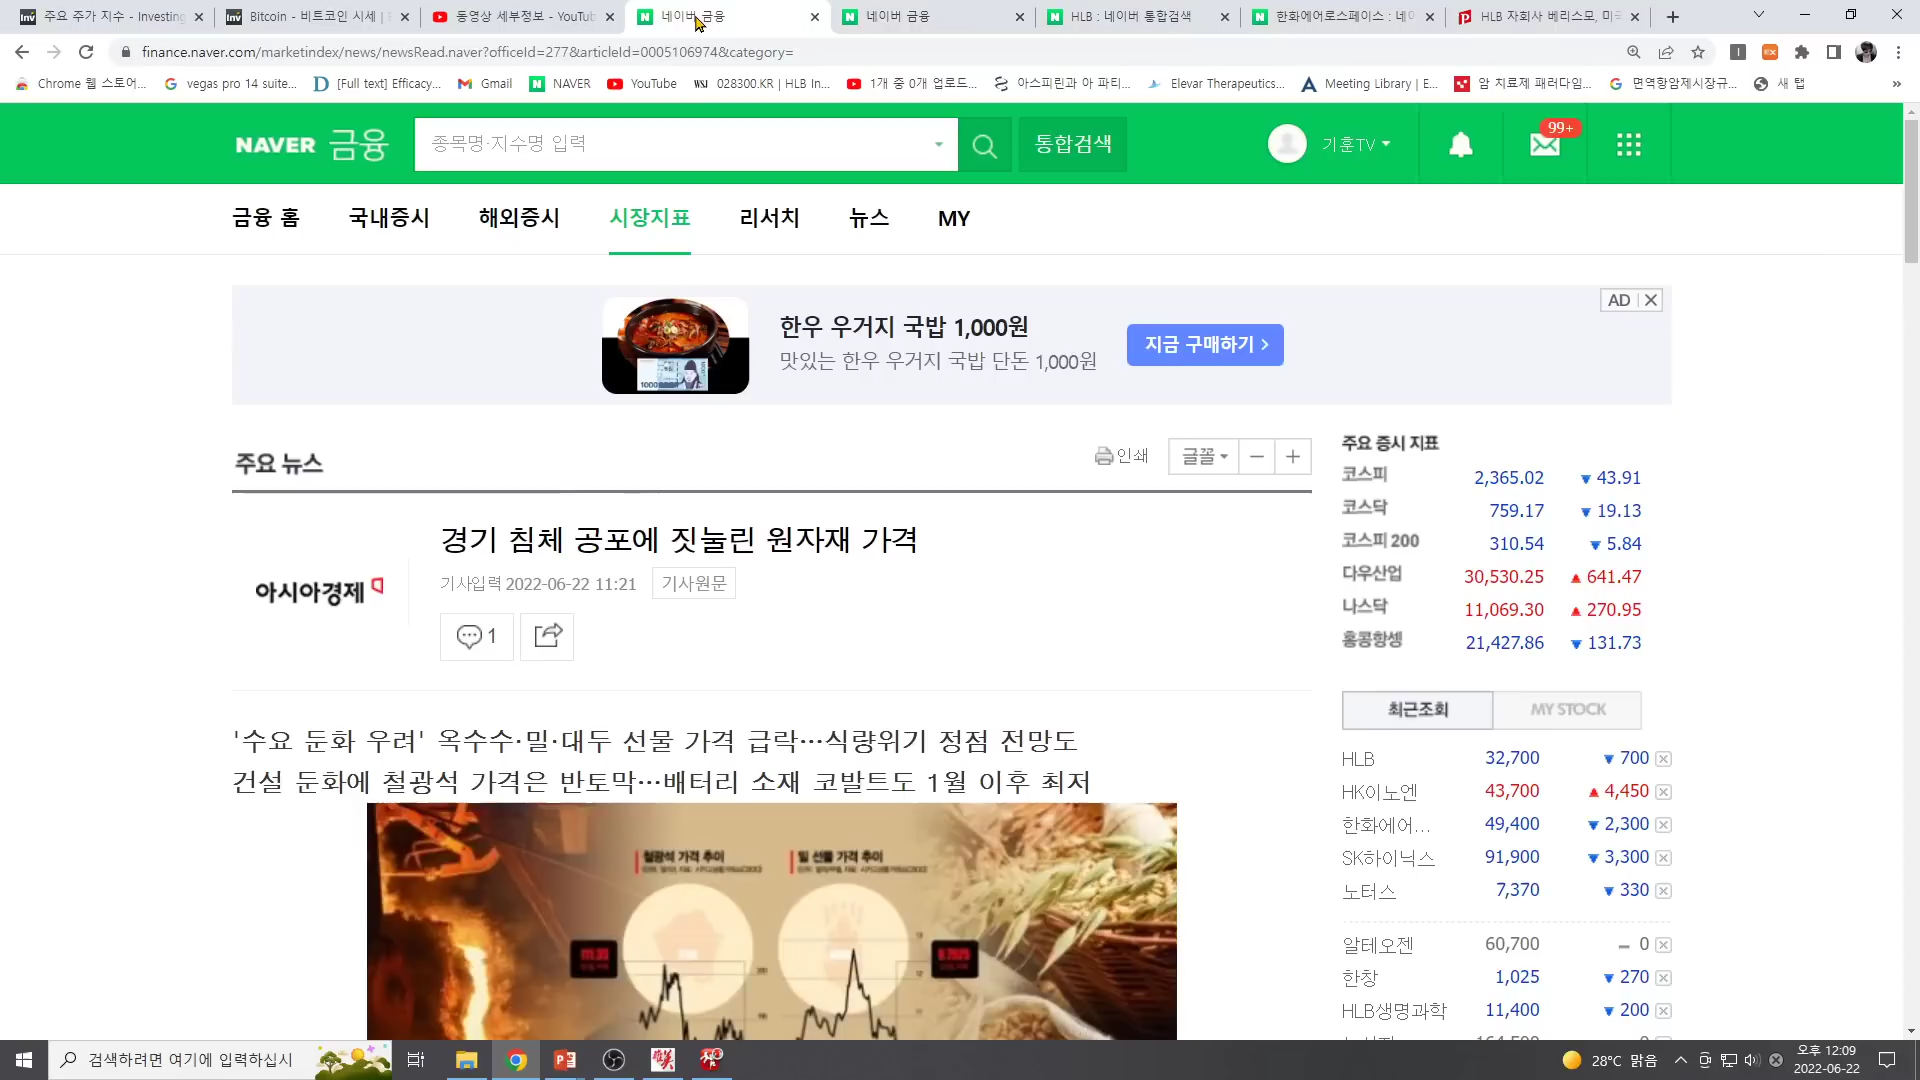 주요 주가 지수 - Investing
Bitcoin - 비트코인 시세 |
동영상 세부정보 - YouTub
네이버 금융
네이버 금융
HLB : 네이버 통합검색
한화에어로스페이스 : 네이
HLB 자회사 베리스모, 미국
finance.naver.com/marketindex/news/newsRead.naver?officeId=277&articleId=0005106974&category=
Chrome 웹 스토어...
vegas pro 14 suite...
[Full text] Efficacy...
Gmail
NAVER
YouTube
WSJ 028300.KR | HLB In...
1개 중 0개 업로드...
아스피린과 아 파티...
Elevar Therapeutics...
Meeting Library | E...
암 치료제 패러다임...
면역항암제시장규...
새 탭
NAVER 금융
종목명·지수명 입력
통합검색
기훈TV
99+
금융 홈 국내증시 해외증시 시장지표 리서치 뉴스 MY
AD
한우 우거지 국밥 1,000원
맛있는 한우 우거지 국밥 단돈 1,000원
지금 구매하기 >
주요 뉴스
인쇄
글꼴
아시아경제
경기 침체 공포에 짓눌린 원자재 가격
기사입력 2022-06-22 11:21
기사원문
1
'수요 둔화 우려' 옥수수·밀·대두 선물 가격 급락…식량위기 정점 전망도
건설 둔화에 철광석 가격은 반토막…배터리 소재 코발트도 1월 이후 최저
철광석 가격 추이
밀 선물 가격 추이
주요 증시 지표
코스피 2,365.02 ▼ 43.91
코스닥 759.17 ▼ 19.13
코스피 200 310.54 ▼ 5.84
다우산업 30,530.25 ▲ 641.47
나스닥 11,069.30 ▲ 270.95
홍콩항셍 21,427.86 ▼ 131.73
최근조회 MY STOCK
HLB 32,700 ▼ 700
HK이노엔 43,700 ▲ 4,450
한화에어... 49,400 ▼ 2,300
SK하이닉스 91,900 ▼ 3,300
노터스 7,370 ▼ 330
알테오젠 60,700 – 0
한창 1,025 ▼ 270
HLB생명과학 11,400 ▼ 200
검색하려면 여기에 입력하십시
28°C 맑음
오후 12:09
2022-06-22